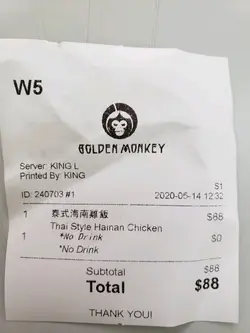 W5
GOLDEN MONKEY
Server: KING L
Printed By: KING
S1
ID: 240703 #1 2020-05-14 12:32
1 泰式海南雞飯 $88
Thai Style Hainan Chicken
1 *No Drink $0
*No Drink
Subtotal $88
Total $88
THANK YOU!